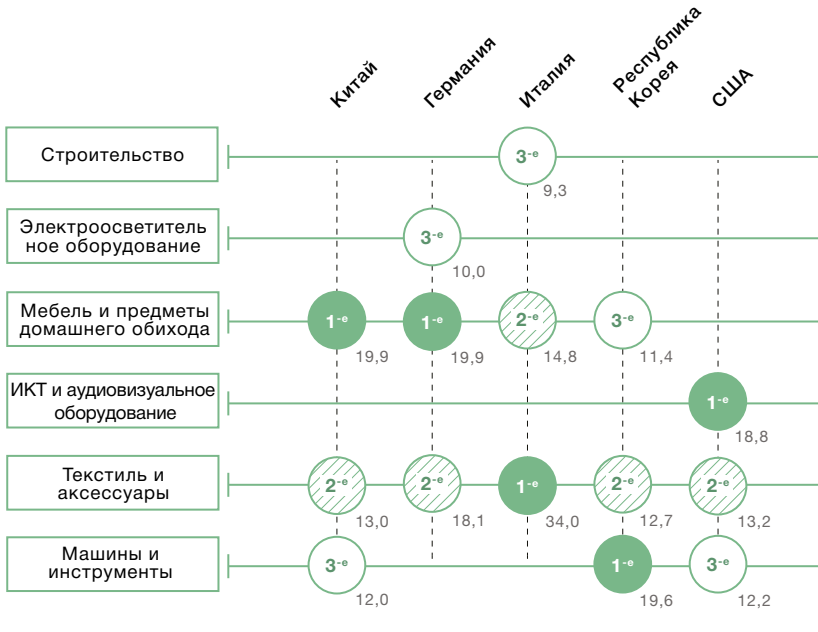 Китай
Германия
Италия
Республика
Корея
США
Строительство
3-е
9,3
Электроосветитель
ное оборудование
3-е
10,0
Мебель и предметы
домашнего обихода
1-е
1-е
2-е
3-е
19,9
19,9
14,8
11,4
ИКТ и аудиовизуальное
оборудование
1-е
18,8
Текстиль и
аксессуары
2-е
2-е
1-е
2-е
2-е
13,0
18,1
34,0
12,7
13,2
Машины и
инструменты
3-е
1-е
3-е
12,0
19,6
12,2